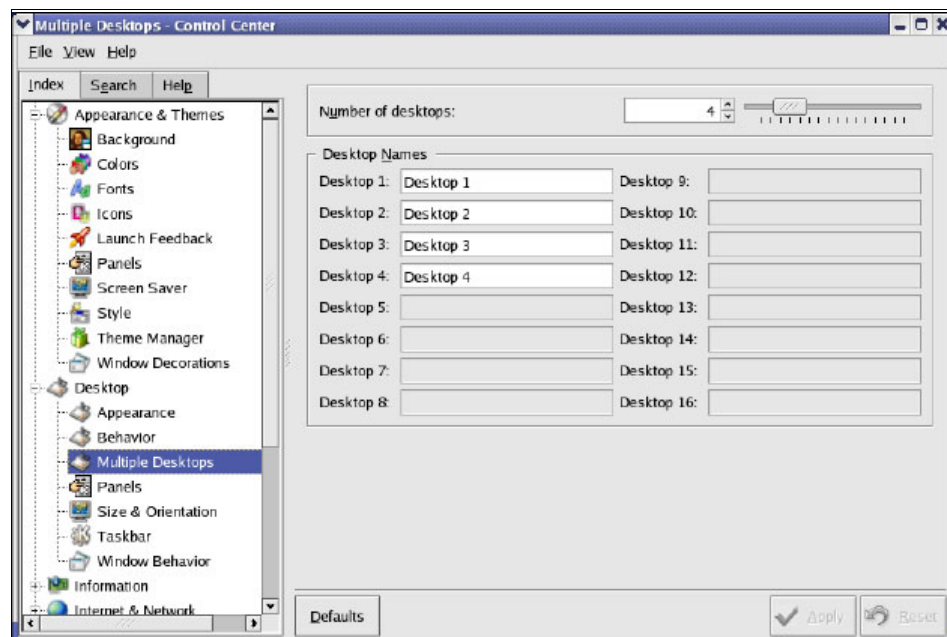 Multiple Desktops - Control Center
File View Help
Index Search Help
Appearance & Themes
Background
Colors
Fonts
Icons
Launch Feedback
Panels
Screen Saver
Style
Theme Manager
Window Decorations
Desktop
Appearance
Behavior
Multiple Desktops
Panels
Size & Orientation
Taskbar
Window Behavior
Information
Internet & Network
Number of desktops: 4
Desktop Names
Desktop 1: Desktop 1 Desktop 9:
Desktop 2: Desktop 2 Desktop 10:
Desktop 3: Desktop 3 Desktop 11:
Desktop 4: Desktop 4 Desktop 12:
Desktop 5: Desktop 13:
Desktop 6: Desktop 14:
Desktop 7: Desktop 15:
Desktop 8: Desktop 16:
Defaults Apply Reset